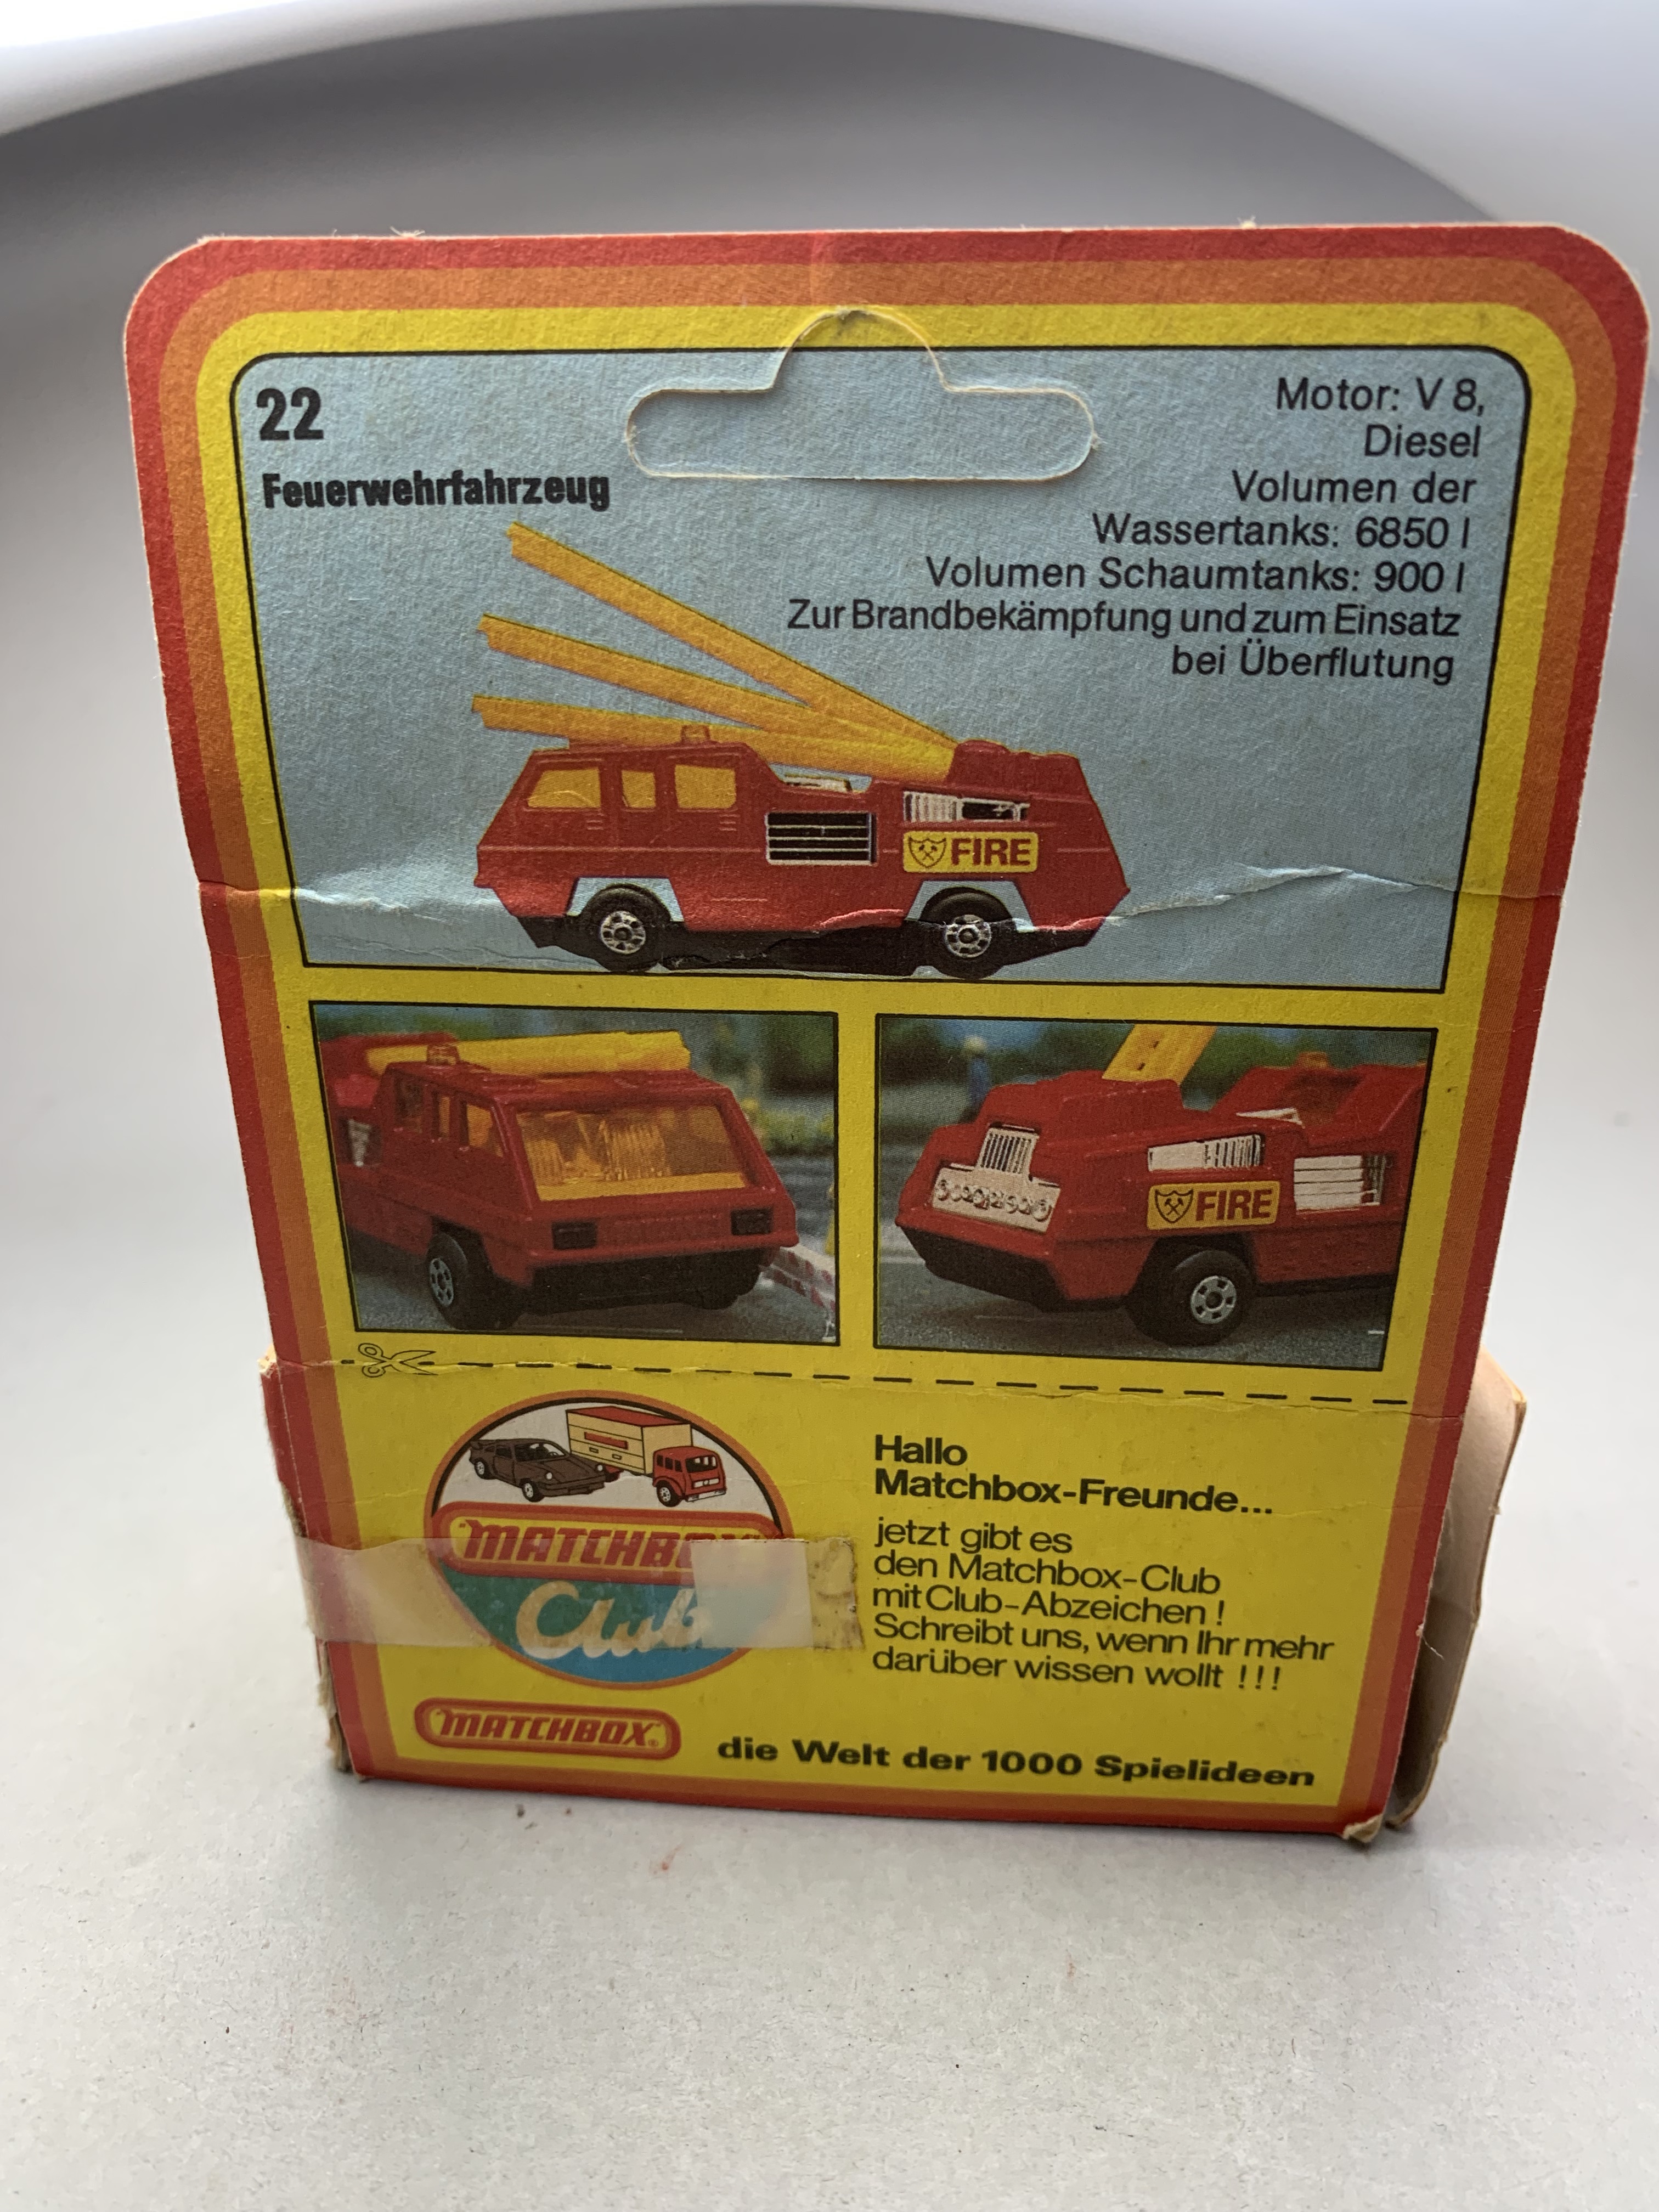 22
Feuerwehrfahrzeug
Motor: V 8,
Diesel
Volumen der
Wassertanks: 6850 l
Volumen Schaumtanks: 900 l
Zur Brandbekämpfung und zum Einsatz
bei Überflutung
FIRE
FIRE
MATCHBOX
Club
Hallo
Matchbox-Freunde...
jetzt gibt es
den Matchbox-Club
mit Club-Abzeichen !
Schreibt uns, wenn Ihr mehr
darüber wissen wollt !!!
MATCHBOX®
die Welt der 1000 Spielideen